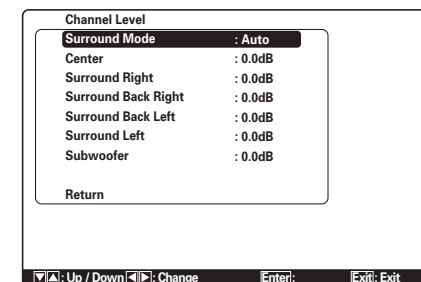 Channel Level
Surround Mode : Auto
Center : 0.0dB
Surround Right : 0.0dB
Surround Back Right : 0.0dB
Surround Back Left : 0.0dB
Surround Left : 0.0dB
Subwoofer : 0.0dB
Return
▼▲: Up / Down ◀▶: Change Enter: Exit: Exit